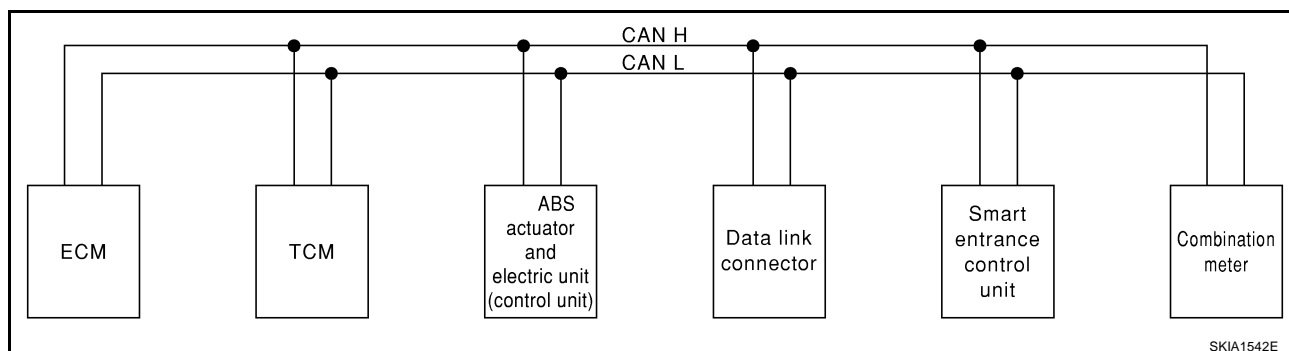 CAN H
CAN L
ECM
TCM
ABS
actuator
and
electric unit
(control unit)
Data link
connector
Smart
entrance
control
unit
Combination
meter
SKIA1542E